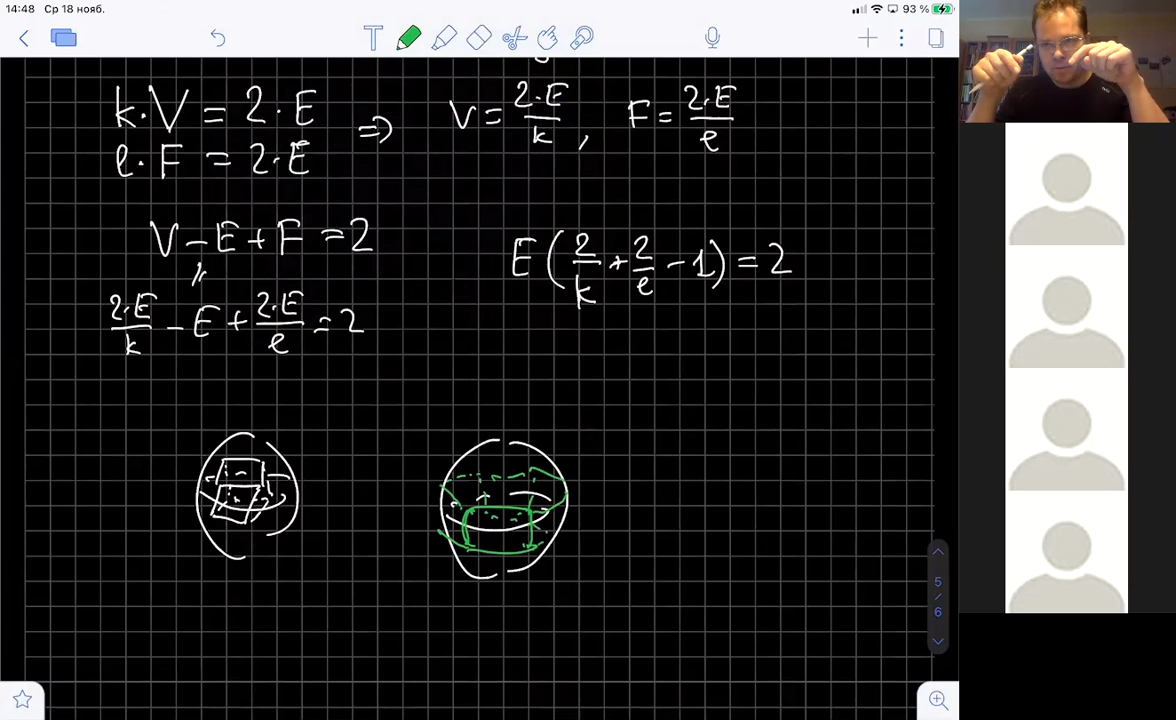 14:48 Ср 18 нояб. 93 %
T
k·V = 2·E
ℓ·F = 2·E
⇒ V = 2·E/k , F = 2·E/ℓ
V − E + F = 2
E(2/k + 2/ℓ − 1) = 2
2·E/k − E + 2·E/ℓ = 2
5
/
6